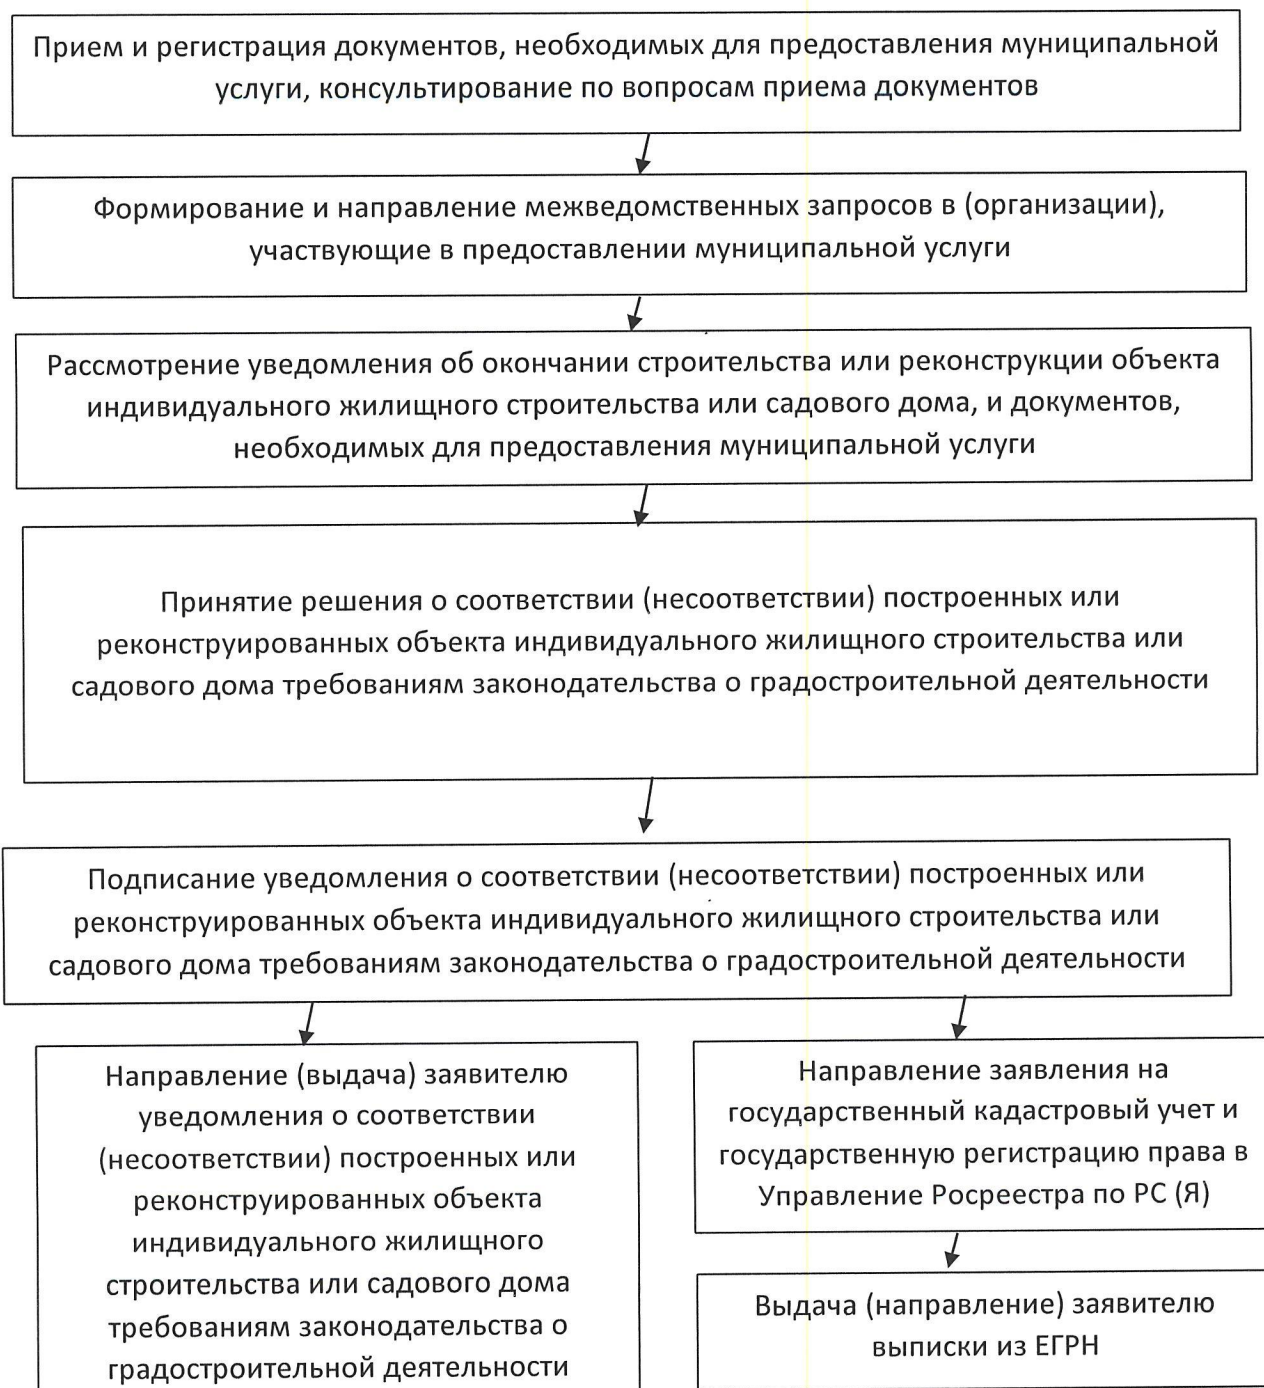 Прием и регистрация документов, необходимых для предоставления муниципальной
услуги, консультирование по вопросам приема документов
Формирование и направление межведомственных запросов в (организации),
участвующие в предоставлении муниципальной услуги
Рассмотрение уведомления об окончании строительства или реконструкции объекта
индивидуального жилищного строительства или садового дома, и документов,
необходимых для предоставления муниципальной услуги
Принятие решения о соответствии (несоответствии) построенных или
реконструированных объекта индивидуального жилищного строительства или
садового дома требованиям законодательства о градостроительной деятельности
Подписание уведомления о соответствии (несоответствии) построенных или
реконструированных объекта индивидуального жилищного строительства или
садового дома требованиям законодательства о градостроительной деятельности
Направление (выдача) заявителю
уведомления о соответствии
(несоответствии) построенных или
реконструированных объекта
индивидуального жилищного
строительства или садового дома
требованиям законодательства о
градостроительной деятельности
Направление заявления на
государственный кадастровый учет и
государственную регистрацию права в
Управление Росреестра по РС (Я)
Выдача (направление) заявителю
выписки из ЕГРН